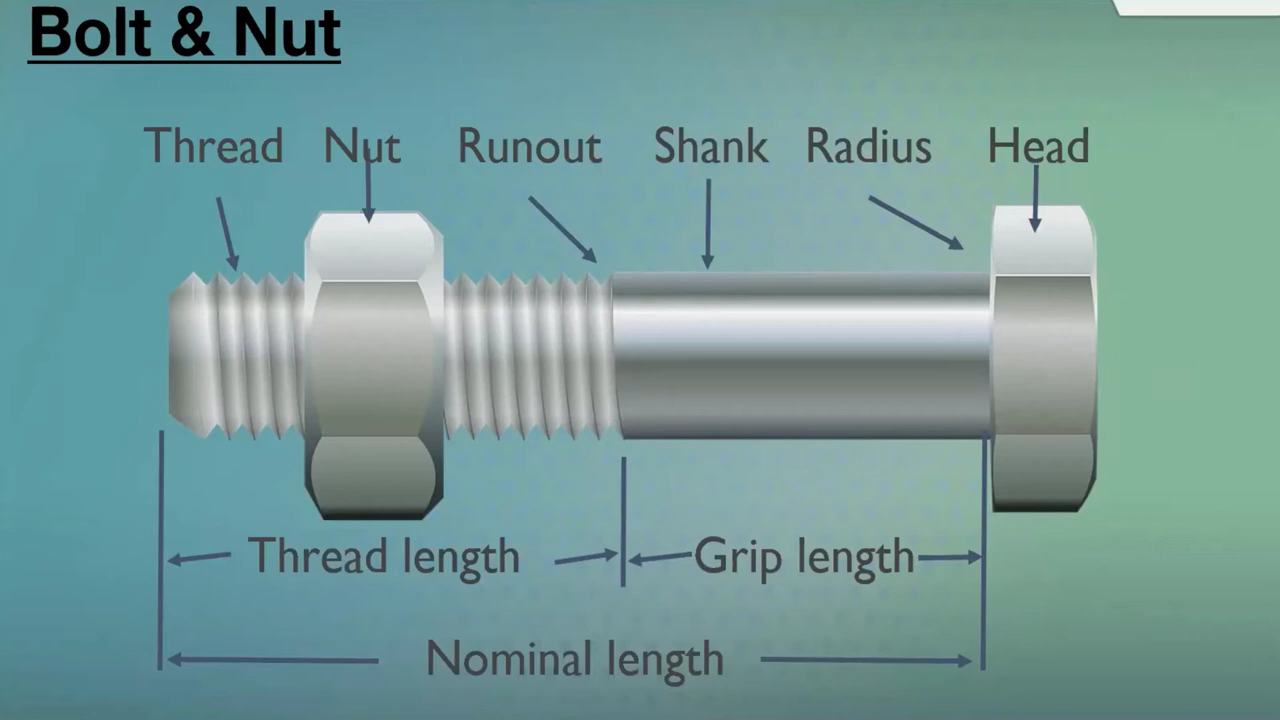 Bolt & Nut
Thread Nut Runout Shank Radius Head
Thread length Grip length
Nominal length